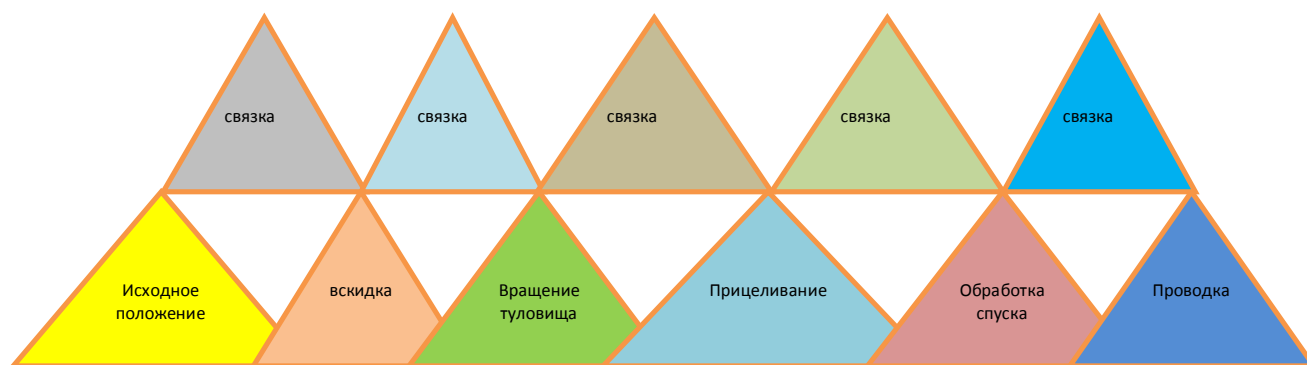 связка
связка
связка
связка
связка
Исходное
положение
вскидка
Вращение
туловища
Прицеливание
Обработка
спуска
Проводка